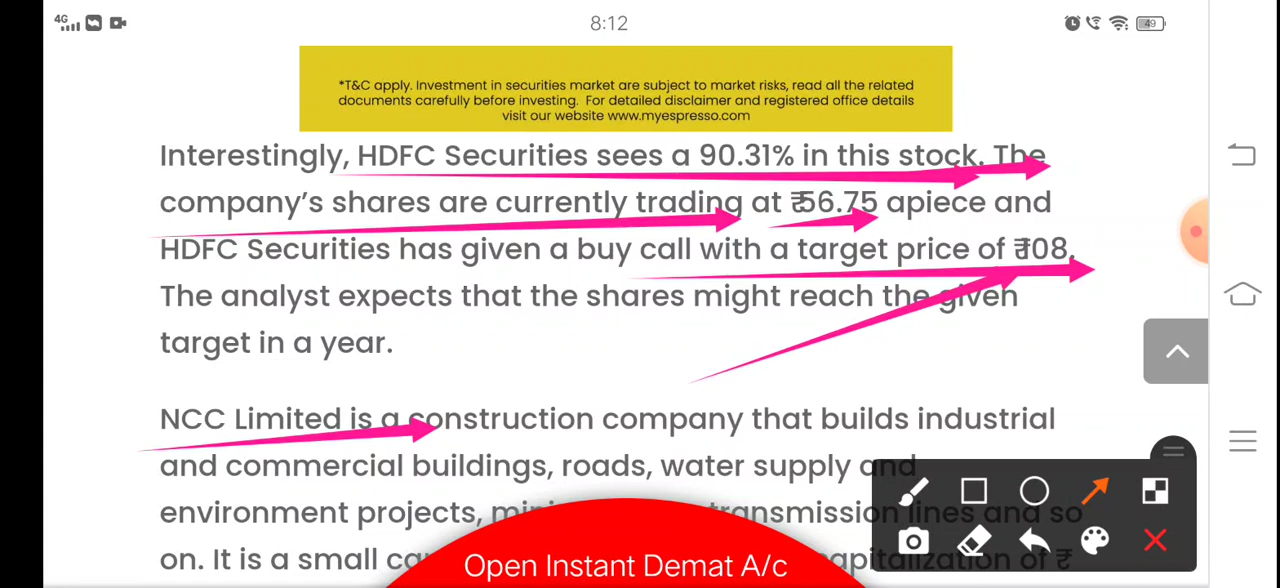 4G
8:12
49
*T&C apply. Investment in securities market are subject to market risks, read all the related
documents carefully before investing. For detailed disclaimer and registered office details
visit our website www.myespresso.com
Interestingly, HDFC Securities sees a 90.31% in this stock. The
company's shares are currently trading at ₹56.75 apiece and
HDFC Securities has given a buy call with a target price of ₹108.
The analyst expects that the shares might reach the given
target in a year.
NCC Limited is a construction company that builds industrial
and commercial buildings, roads, water supply and
environment projects, transmission lines and so
on. It is a small ₹
Open Instant Demat A/c